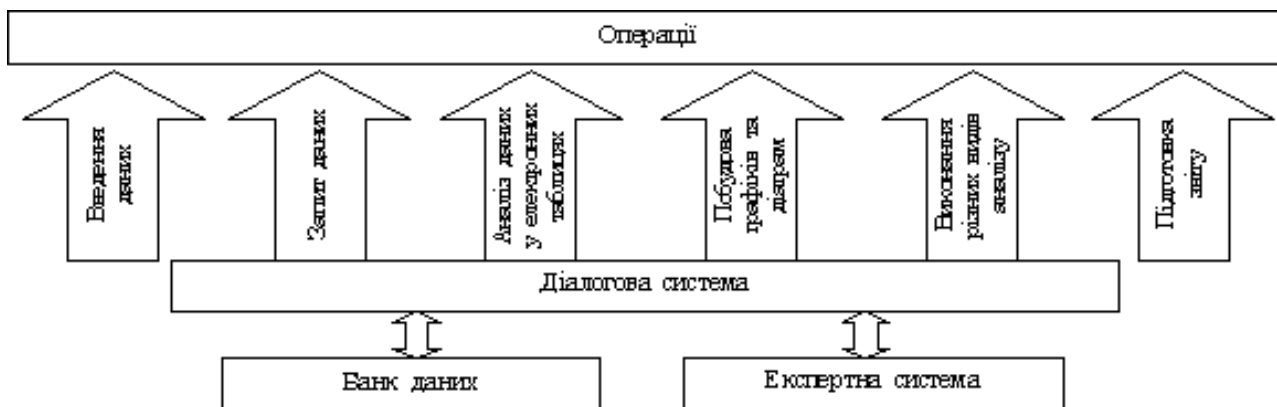 Операції
Введення
даних
Запит даних
Аналіз даних
у електронних
таблицях
Побудова
графіків та
діаграм
Виконання
різних видів
аналізу
Підготовка
звіту
Діалогова система
Банк даних
Експертна система